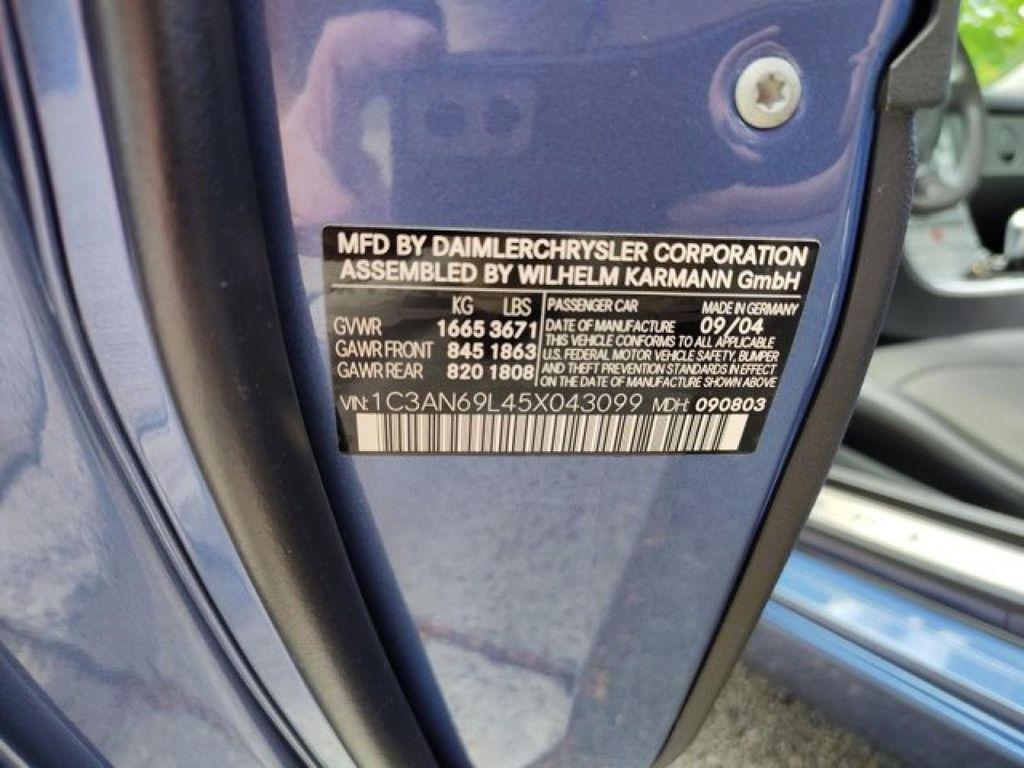 MFD BY DAIMLERCHRYSLER CORPORATION
ASSEMBLED BY WILHELM KARMANN GmbH
KG LBS
GVWR 1665 3671
GAWR FRONT 845 1863
GAWR REAR 820 1808
PASSENGER CAR MADE IN GERMANY
DATE OF MANUFACTURE 09/04
THIS VEHICLE CONFORMS TO ALL APPLICABLE
U.S. FEDERAL MOTOR VEHICLE SAFETY, BUMPER
AND THEFT PREVENTION STANDARDS IN EFFECT
ON THE DATE OF MANUFACTURE SHOWN ABOVE
VIN: 1C3AN69L45X043099 MDH: 090803